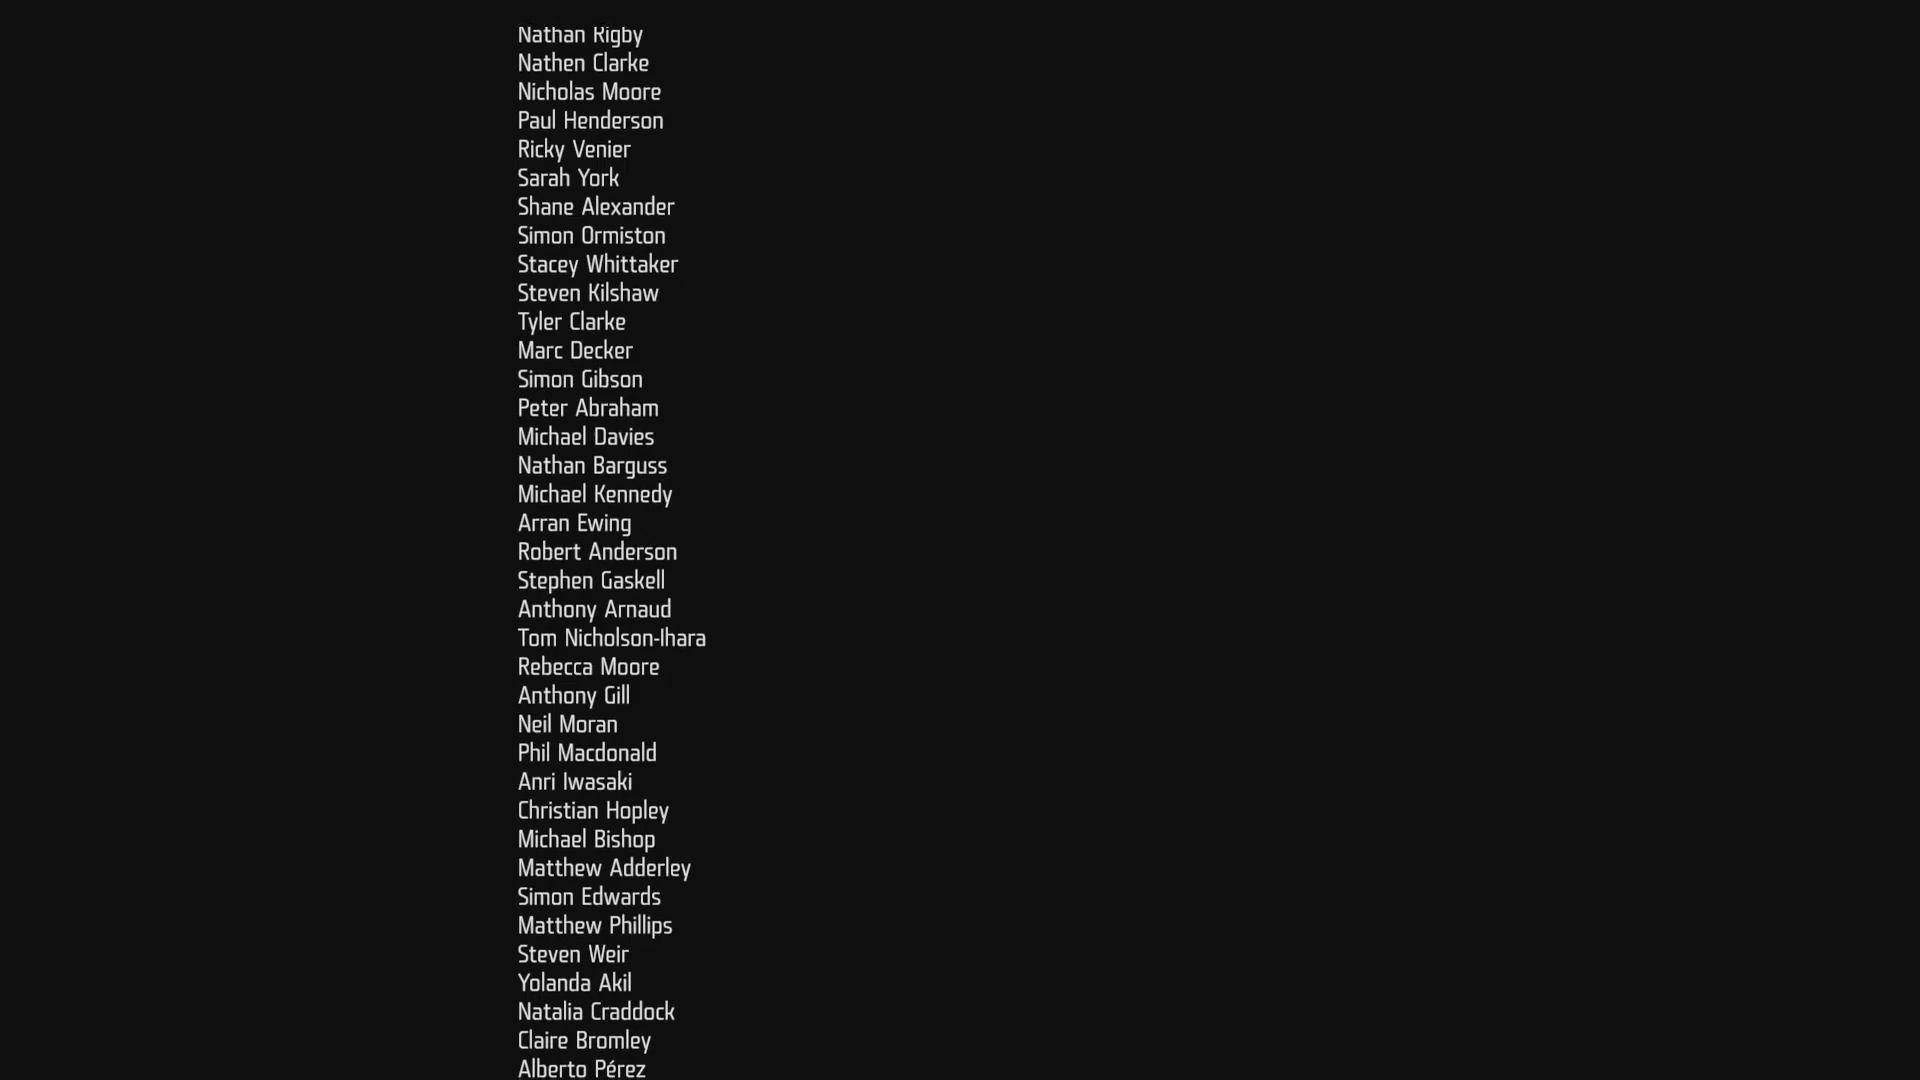 Nathan Rigby
Nathen Clarke
Nicholas Moore
Paul Henderson
Ricky Venier
Sarah York
Shane Alexander
Simon Ormiston
Stacey Whittaker
Steven Kilshaw
Tyler Clarke
Marc Decker
Simon Gibson
Peter Abraham
Michael Davies
Nathan Barguss
Michael Kennedy
Arran Ewing
Robert Anderson
Stephen Gaskell
Anthony Arnaud
Tom Nicholson-Ihara
Rebecca Moore
Anthony Gill
Neil Moran
Phil Macdonald
Anri Iwasaki
Christian Hopley
Michael Bishop
Matthew Adderley
Simon Edwards
Matthew Phillips
Steven Weir
Yolanda Akil
Natalia Craddock
Claire Bromley
Alberto Pérez